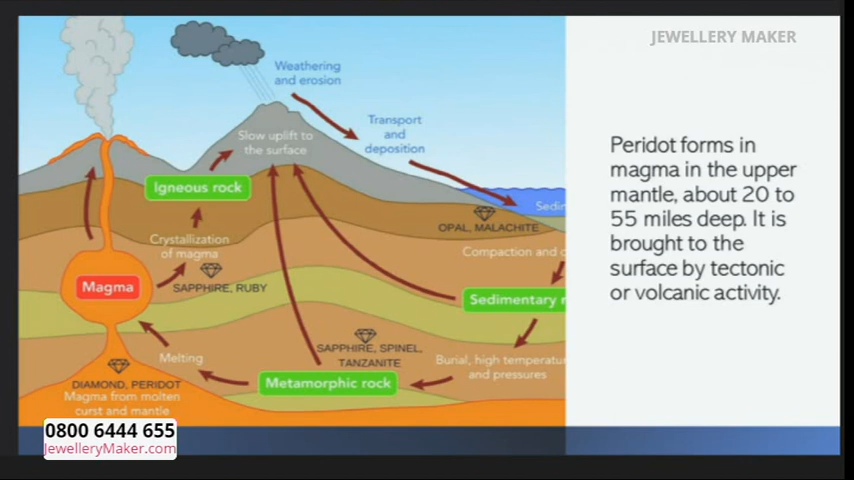 JEWELLERY MAKER
Weathering
and erosion
Transport
and
deposition
Slow uplift to
the surface
Igneous rock
Crystallization
of magma
SAPPHIRE, RUBY
Magma
OPAL, MALACHITE
Compaction and
Sedimentary
SAPPHIRE, SPINEL,
TANZANITE
Burial, high temperatur
and pressures
Metamorphic rock
Melting
DIAMOND, PERIDOT
Magma from molten
curst and mantle
Peridot forms in
magma in the upper
mantle, about 20 to
55 miles deep. It is
brought to the
surface by tectonic
or volcanic activity.
0800 6444 655
JewelleryMaker.com